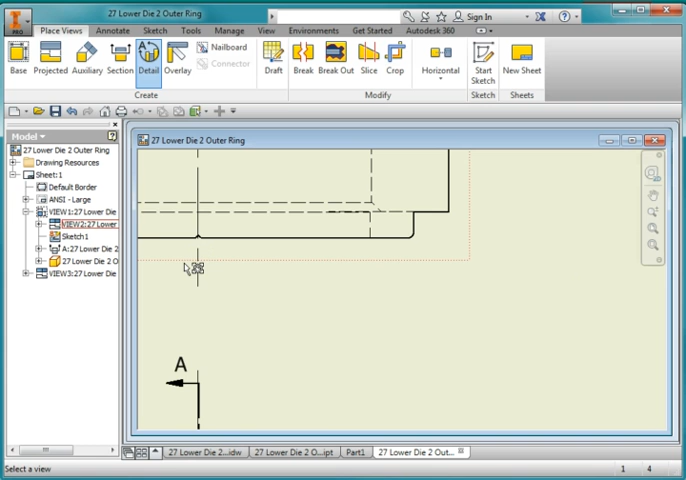 27 Lower Die 2 Outer Ring
Sign In
PRO
Place Views Annotate Sketch Tools Manage View Environments Get Started Autodesk 360
Base Projected Auxiliary Section Detail Overlay
Nailboard
Connector
Draft Break Break Out Slice Crop Horizontal Start Sketch New Sheet
Create Modify Sketch Sheets
Model
27 Lower Die 2 Outer Ring
Drawing Resources
Sheet:1
Default Border
ANSI - Large
VIEW1:27 Lower Die
VIEW2:27 Lower
Sketch1
A:27 Lower Die 2
27 Lower Die 2 O
VIEW3:27 Lower Die
27 Lower Die 2 Outer Ring
A
27 Lower Die 2...idw 27 Lower Die 2 O...ipt Part1 27 Lower Die 2 Out...
Select a view 1 4